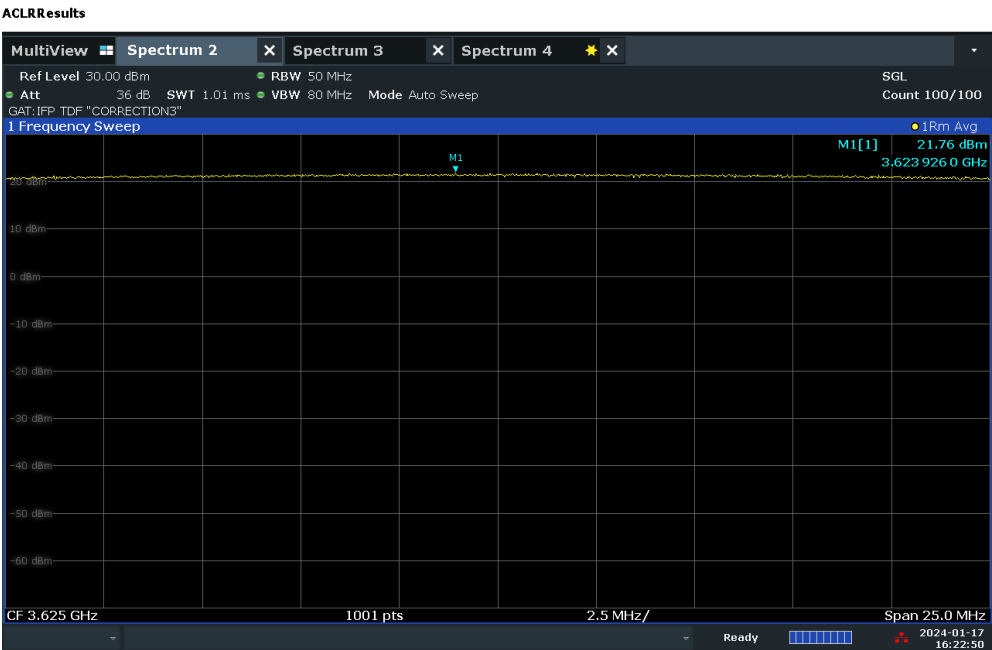 ACLRResults
MultiView Spectrum 2 X Spectrum 3 X Spectrum 4 X
Ref Level 30.00 dBm RBW 50 MHz SGL
Att 36 dB SWT 1.01 ms VBW 80 MHz Mode Auto Sweep Count 100/100
GAT:IFP TDF "CORRECTION3"
1 Frequency Sweep 1Rm Avg
M1[1] 21.76 dBm
3.623 926 0 GHz
M1
20 dBm
10 dBm
0 dBm
-10 dBm
-20 dBm
-30 dBm
-40 dBm
-50 dBm
-60 dBm
CF 3.625 GHz 1001 pts 2.5 MHz/ Span 25.0 MHz
Ready 2024-01-17
16:22:50